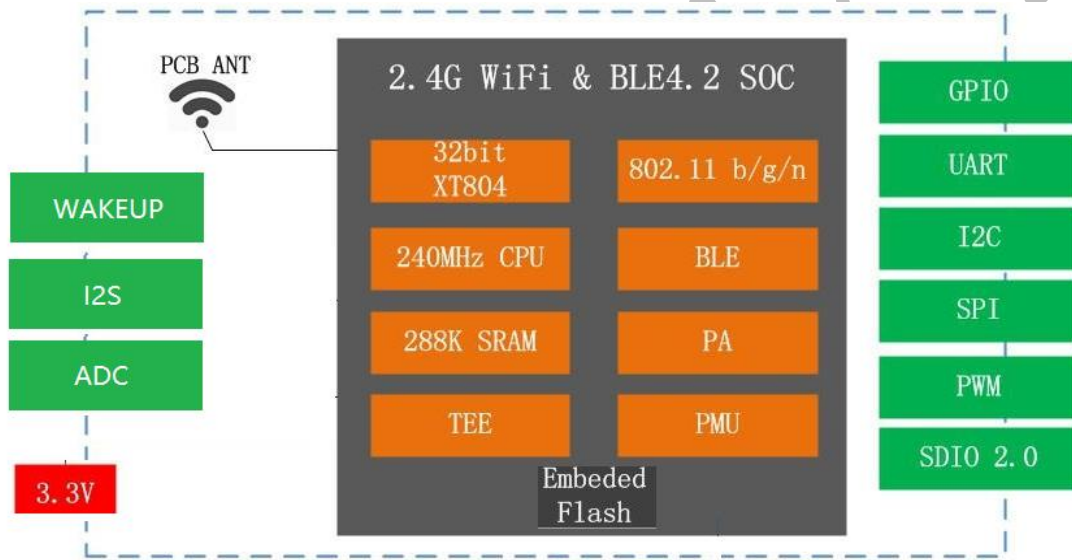 PCB ANT
2.4G WiFi & BLE4.2 SOC
32bit
XT804
802.11 b/g/n
240MHz CPU
BLE
288K SRAM
PA
TEE
PMU
Embeded
Flash
WAKEUP
I2S
ADC
3.3V
GPIO
UART
I2C
SPI
PWM
SDIO 2.0